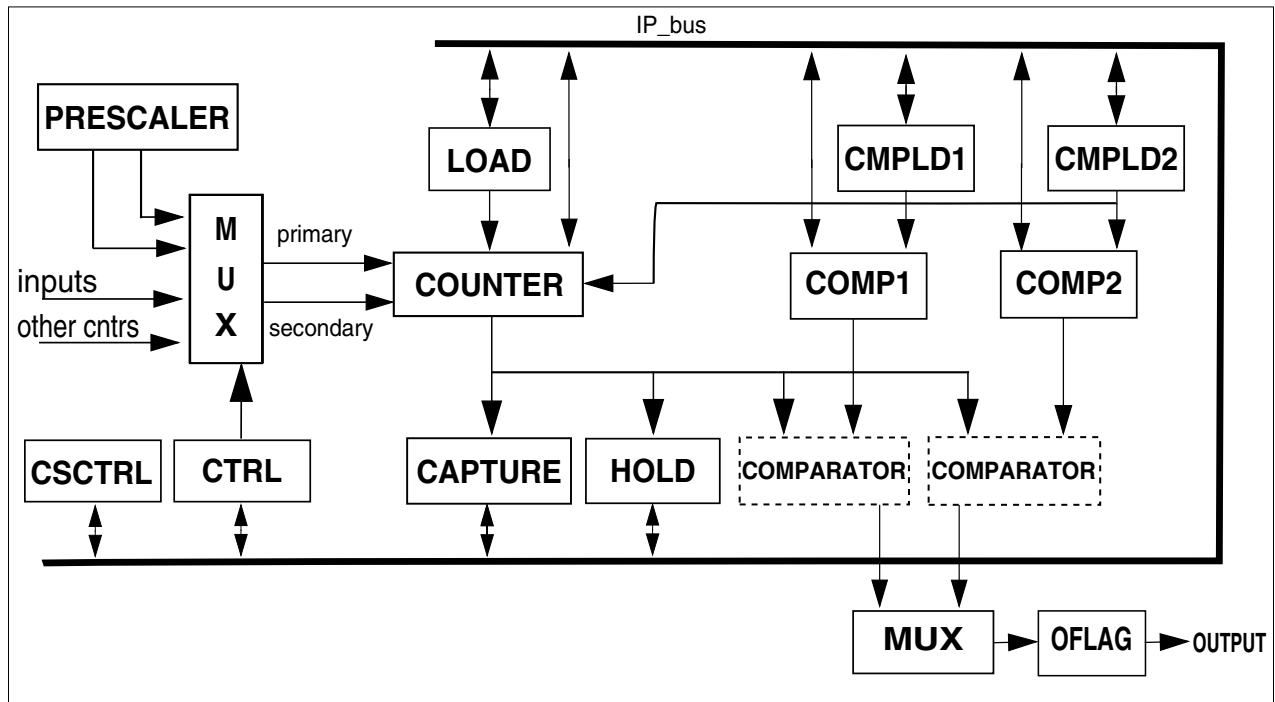 IP_bus
PRESCALER
LOAD
CMPLD1
CMPLD2
M
U
X
primary
secondary
inputs
other cntrs
COUNTER
COMP1
COMP2
CSCTRL
CTRL
CAPTURE
HOLD
COMPARATOR
COMPARATOR
MUX
OFLAG
OUTPUT